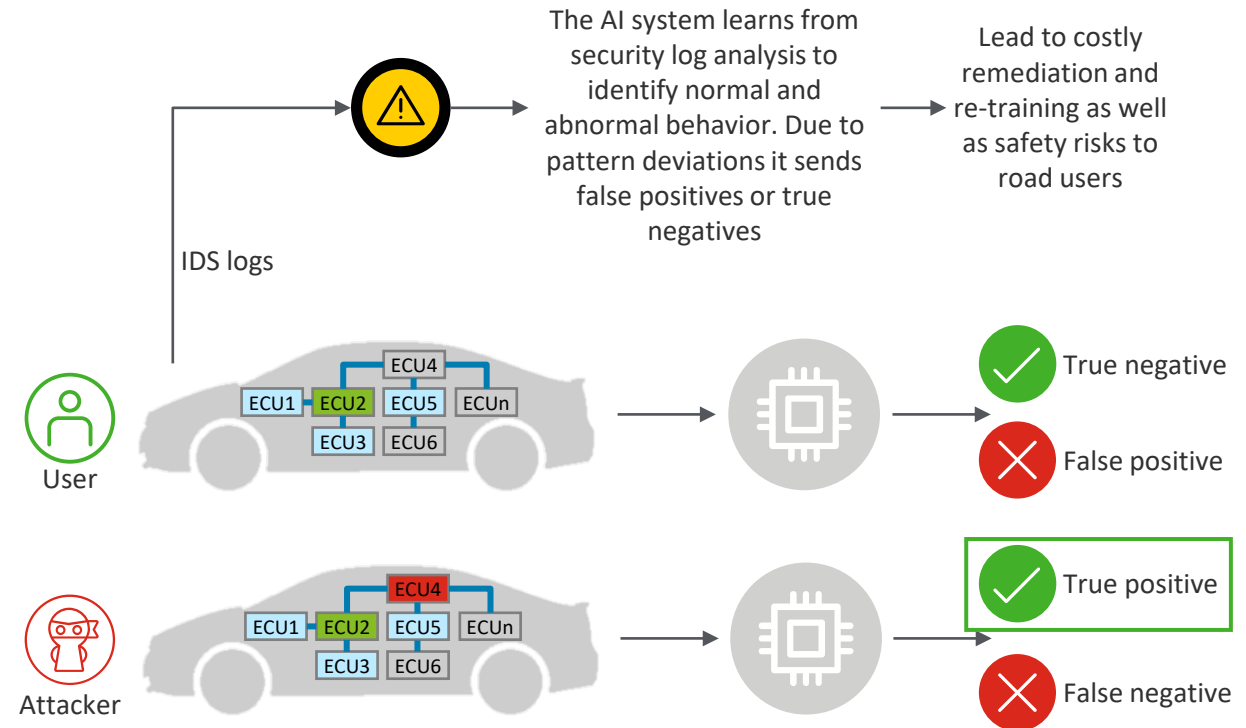 The AI system learns from
security log analysis to
identify normal and
abnormal behavior. Due to
pattern deviations it sends
false positives or true
negatives
Lead to costly
remediation and
re-training as well
as safety risks to
road users
IDS logs
ECU4
ECU1 ECU2 ECU5 ECUn
ECU3 ECU6
User
True negative
False positive
ECU4
ECU1 ECU2 ECU5 ECUn
ECU3 ECU6
Attacker
True positive
False negative